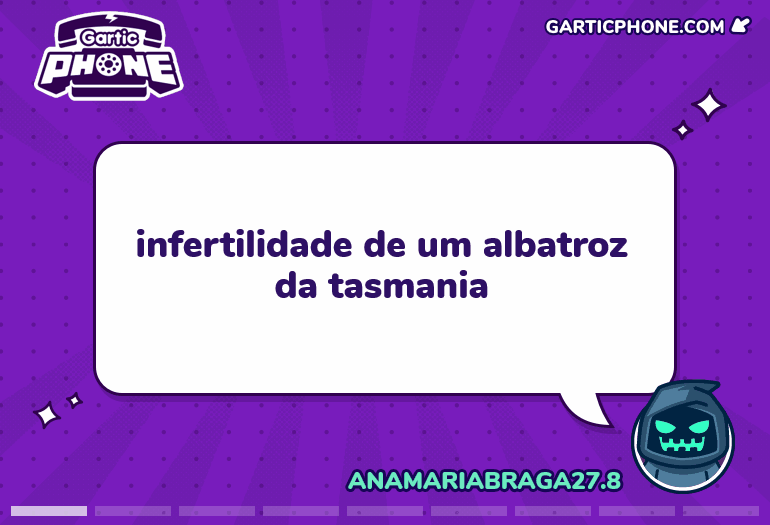 Gartic
PHONE
GARTICPHONE.COM
infertilidade de um albatroz
da tasmania
ANAMARIABRAGA27.8